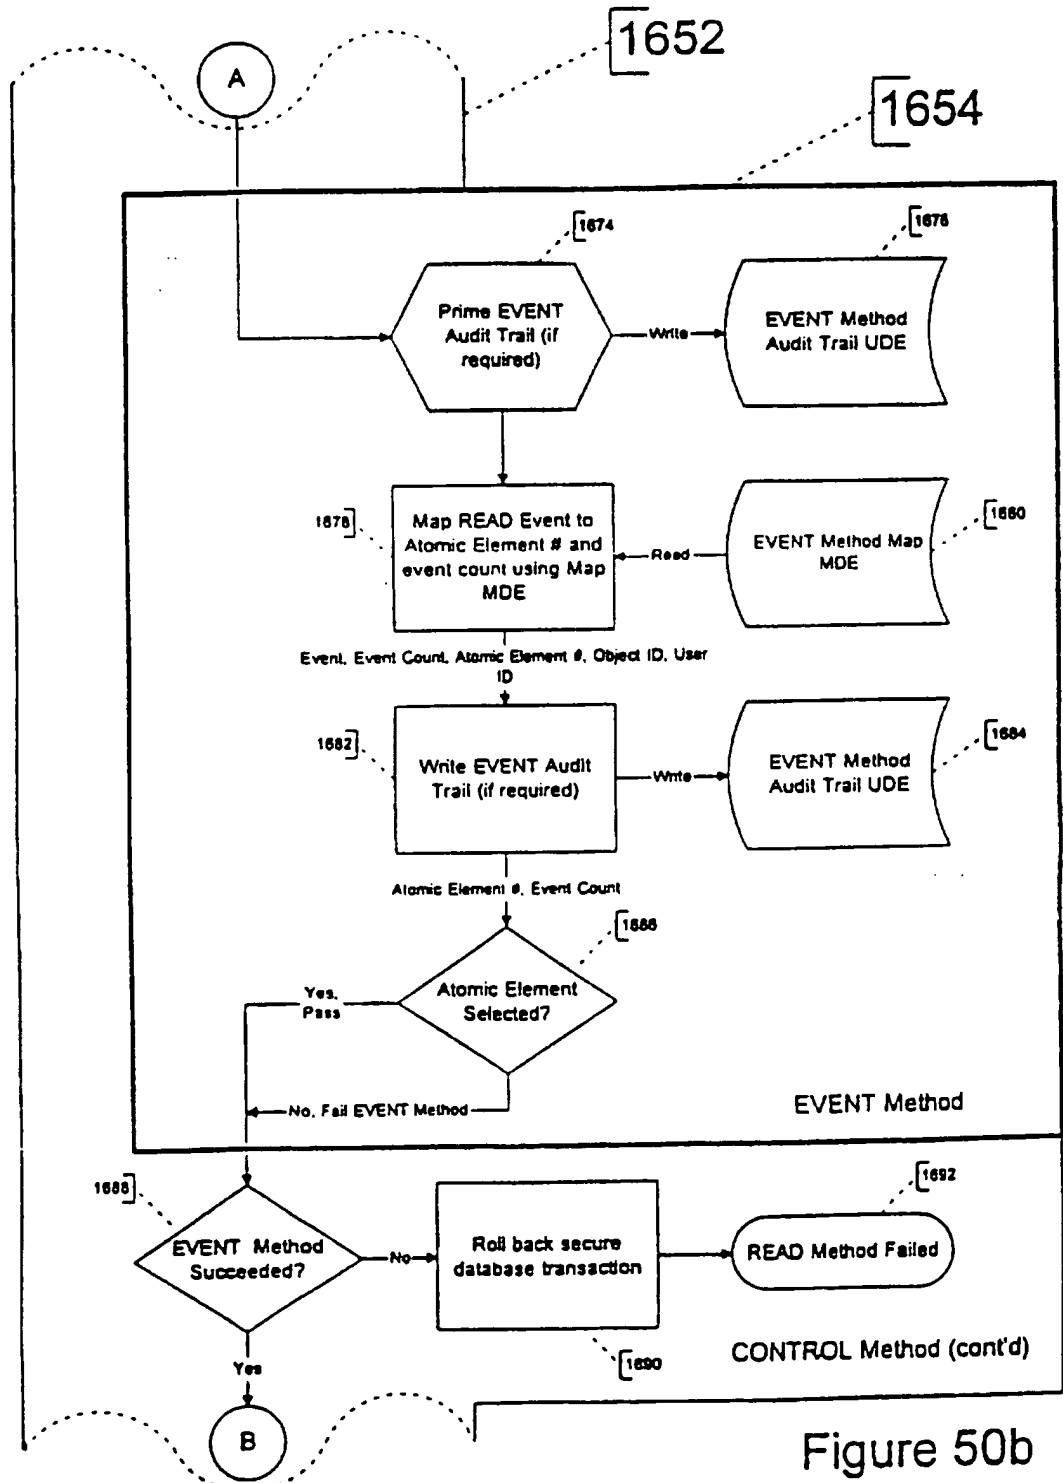 1652
A
1654
1674
1676
Prime EVENT
Audit Trail (if
required)
Write
EVENT Method
Audit Trail UDE
1678
Map READ Event to
Atomic Element # and
event count using Map
MDE
Read
EVENT Method Map
MDE
1680
Event, Event Count, Atomic Element #, Object ID, User
ID
1682
Write EVENT Audit
Trail (if required)
Write
EVENT Method
Audit Trail UDE
1684
Atomic Element #, Event Count
1686
Atomic Element
Selected?
Yes,
Pass
No, Fail EVENT Method
EVENT Method
1688
EVENT Method
Succeeded?
No
Roll back secure
database transaction
1692
READ Method Failed
1690
CONTROL Method (cont'd)
Yes
B
Figure 50b